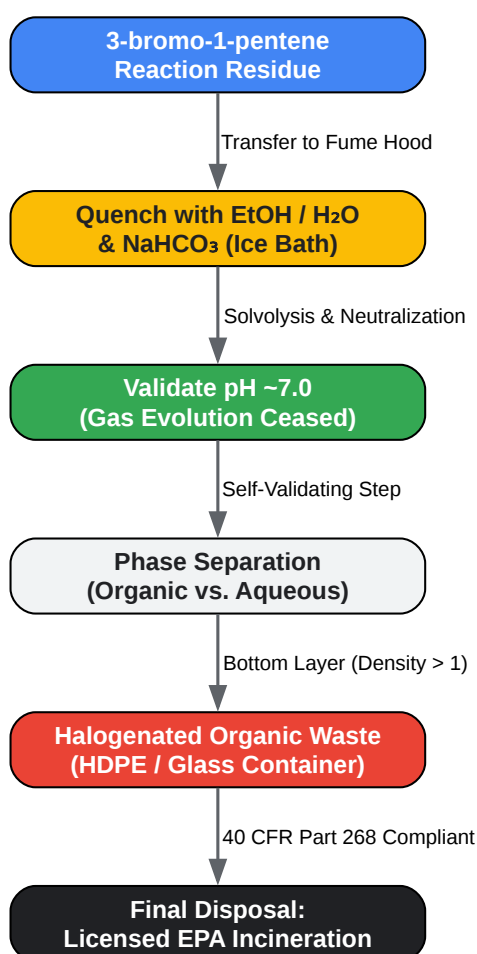 3-bromo-1-pentene
Reaction Residue
Transfer to Fume Hood
Quench with EtOH / H₂O
& NaHCO₃ (Ice Bath)
Solvolysis & Neutralization
Validate pH ~7.0
(Gas Evolution Ceased)
Self-Validating Step
Phase Separation
(Organic vs. Aqueous)
Bottom Layer (Density > 1)
Halogenated Organic Waste
(HDPE / Glass Container)
40 CFR Part 268 Compliant
Final Disposal:
Licensed EPA Incineration